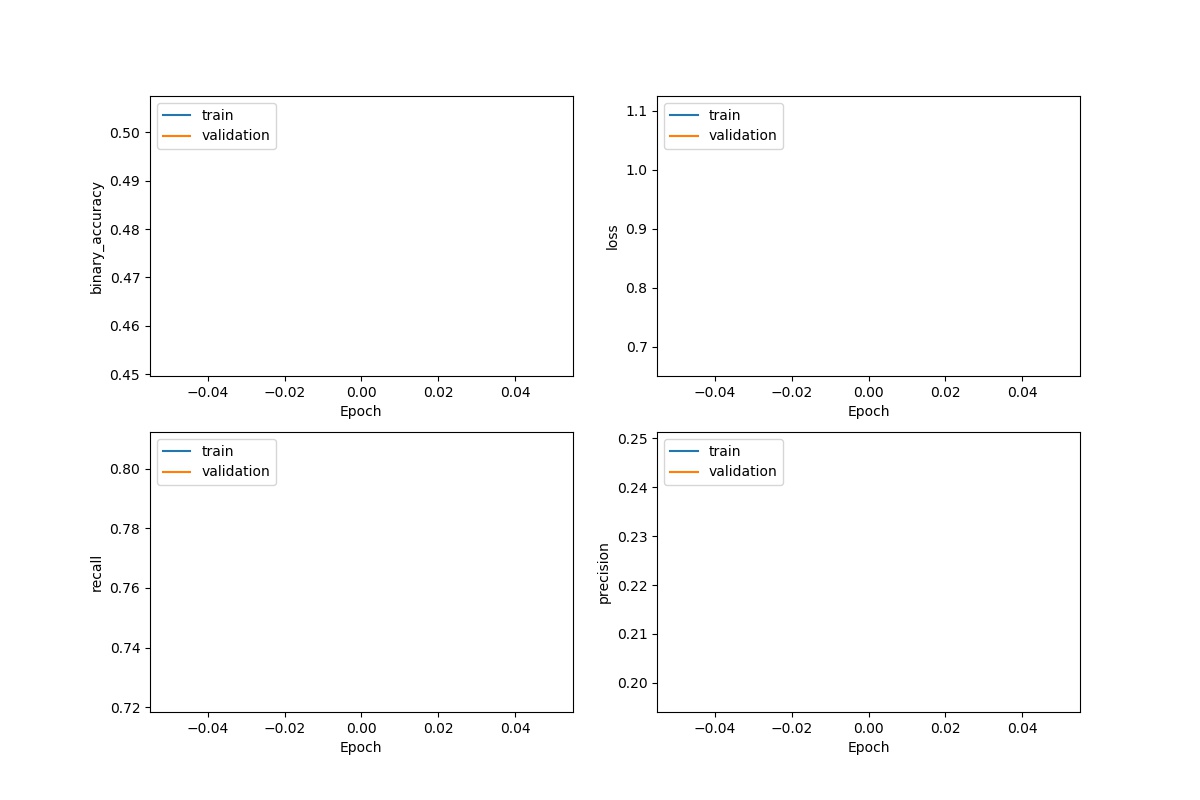 train
validation
binary_accuracy
0.50
0.49
0.48
0.47
0.46
0.45
−0.04 −0.02 0.00 0.02 0.04
Epoch
train
validation
loss
1.1
1.0
0.9
0.8
0.7
−0.04 −0.02 0.00 0.02 0.04
Epoch
train
validation
recall
0.80
0.78
0.76
0.74
0.72
−0.04 −0.02 0.00 0.02 0.04
Epoch
train
validation
precision
0.25
0.24
0.23
0.22
0.21
0.20
−0.04 −0.02 0.00 0.02 0.04
Epoch